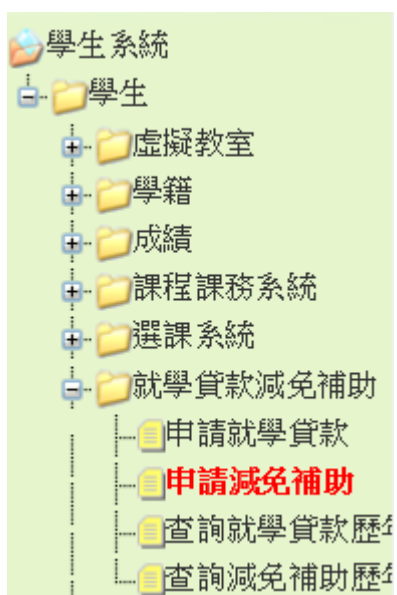 學生系統
學生
虛擬教室
學籍
成績
課程課務系統
選課系統
就學貸款減免補助
申請就學貸款
申請減免補助
查詢就學貸款歷年
查詢減免補助歷年